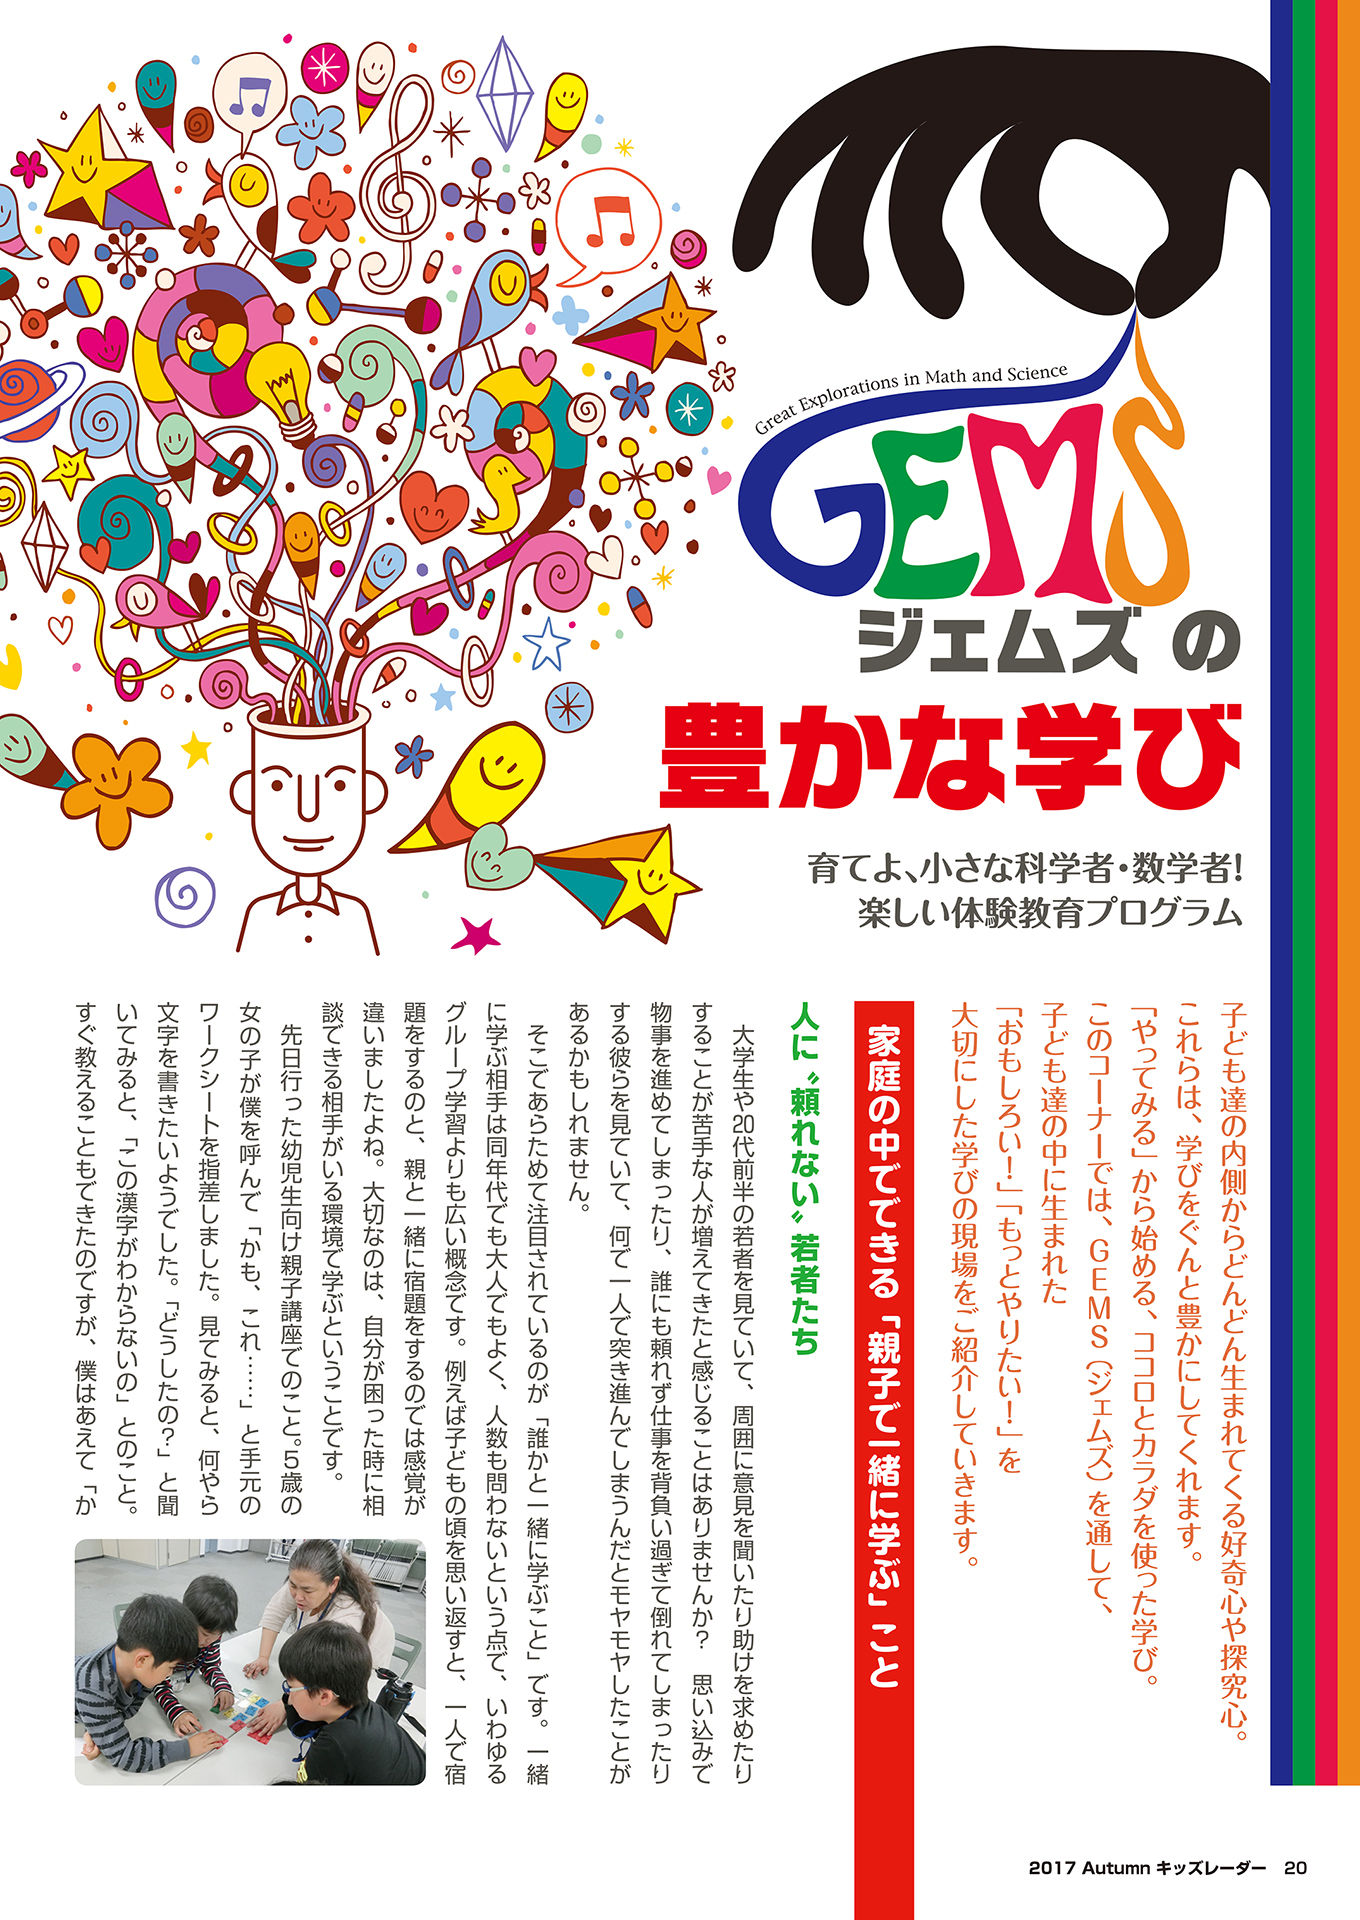 Great Explorations in Math and Science
GEMS
ジェムズ の
豊かな学び
育てよ、小さな科学者・数学者！
楽しい体験教育プログラム
子ども達の内側からどんどん生まれてくる好奇心や探究心。
これらは、学びをぐんと豊かにしてくれます。
「やってみる」から始める、ココロとカラダを使った学び。
このコーナーでは、GEMS（ジェムズ）を通して、
子ども達の中に生まれた
「おもしろい！」「もっとやりたい！」を
大切にした学びの現場をご紹介していきます。
家庭の中でできる「親子で一緒に学ぶ」こと
人に〝頼れない〟若者たち
大学生や20代前半の若者を見ていて、周囲に意見を聞いたり助けを求めたり
することが苦手な人が増えてきたと感じることはありませんか？　思い込みで
物事を進めてしまったり、誰にも頼れず仕事を背負い過ぎて倒れてしまったり
する彼らを見ていて、何で一人で突き進んでしまうんだとモヤモヤしたことが
あるかもしれません。
そこであらためて注目されているのが「誰かと一緒に学ぶこと」です。一緒
に学ぶ相手は同年代でも大人でもよく、人数も問わないという点で、いわゆる
グループ学習よりも広い概念です。例えば子どもの頃を思い返すと、一人で宿
題をするのと、親と一緒に宿題をするのでは感覚が
違いましたよね。大切なのは、自分が困った時に相
談できる相手がいる環境で学ぶということです。
先日行った幼児生向け親子講座でのこと。５歳の
女の子が僕を呼んで「かも、これ……」と手元の
ワークシートを指差しました。見てみると、何やら
文字を書きたいようでした。「どうしたの？」と聞
いてみると、「この漢字がわからないの」とのこと。
すぐ教えることもできたのですが、僕はあえて「か
2017 Autumn キッズレーダー　20